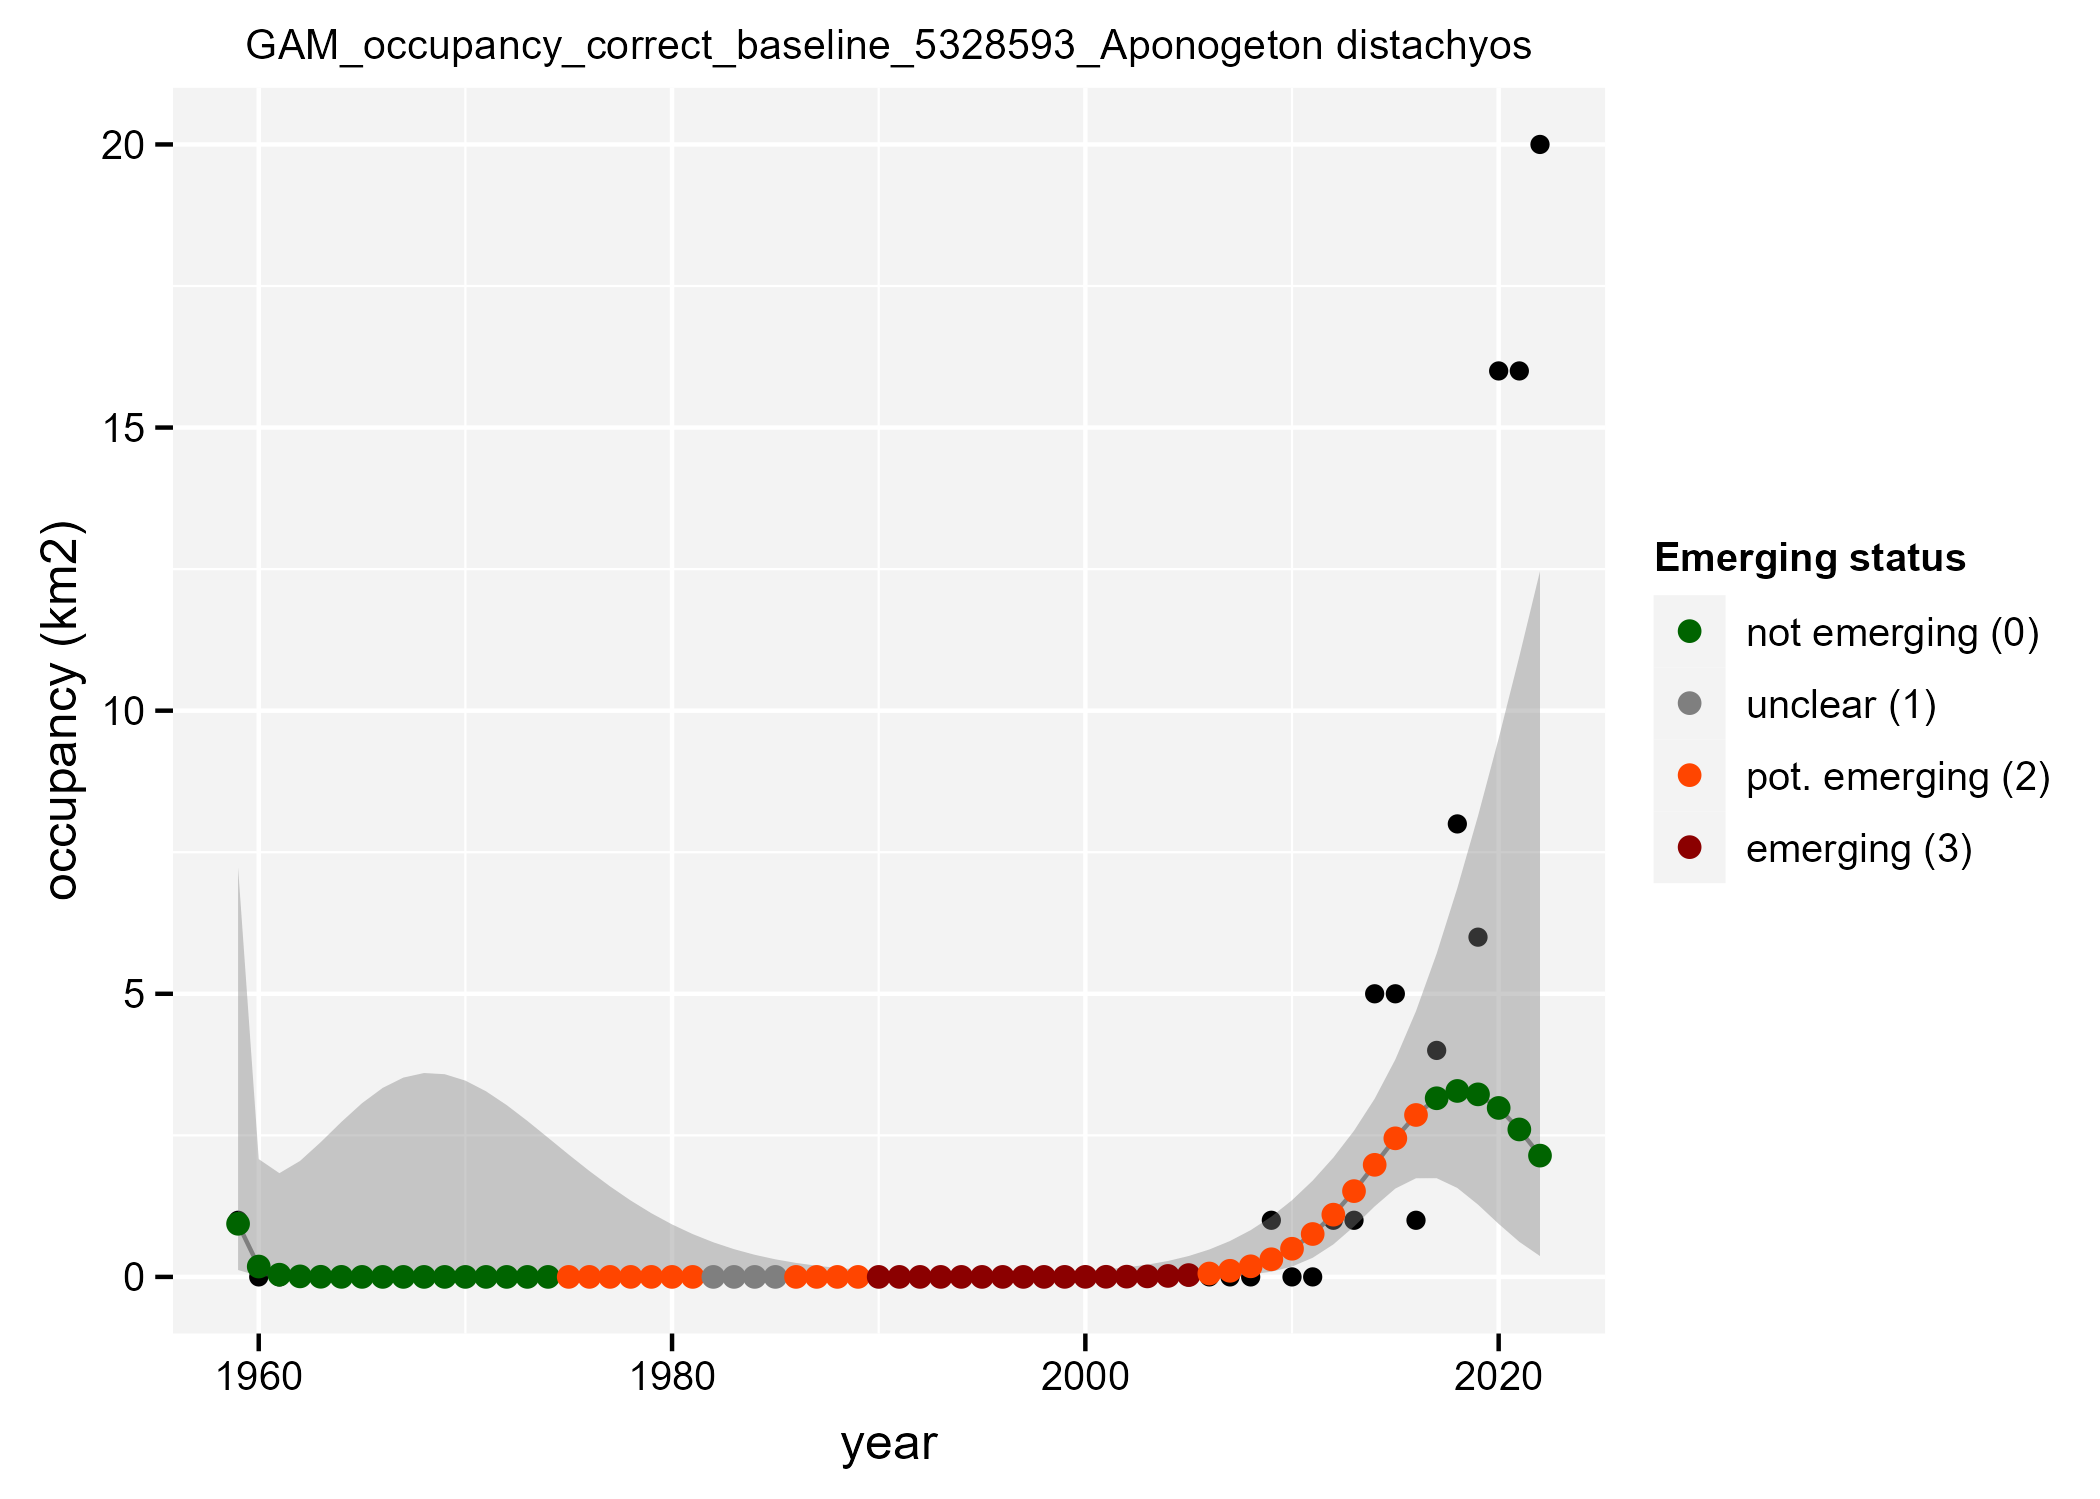 GAM_occupancy_correct_baseline_5328593_Aponogeton distachyos
20
15
10
5
0
occupancy (km2)
1960
1980
2000
2020
year
Emerging status
not emerging (0)
unclear (1)
pot. emerging (2)
emerging (3)